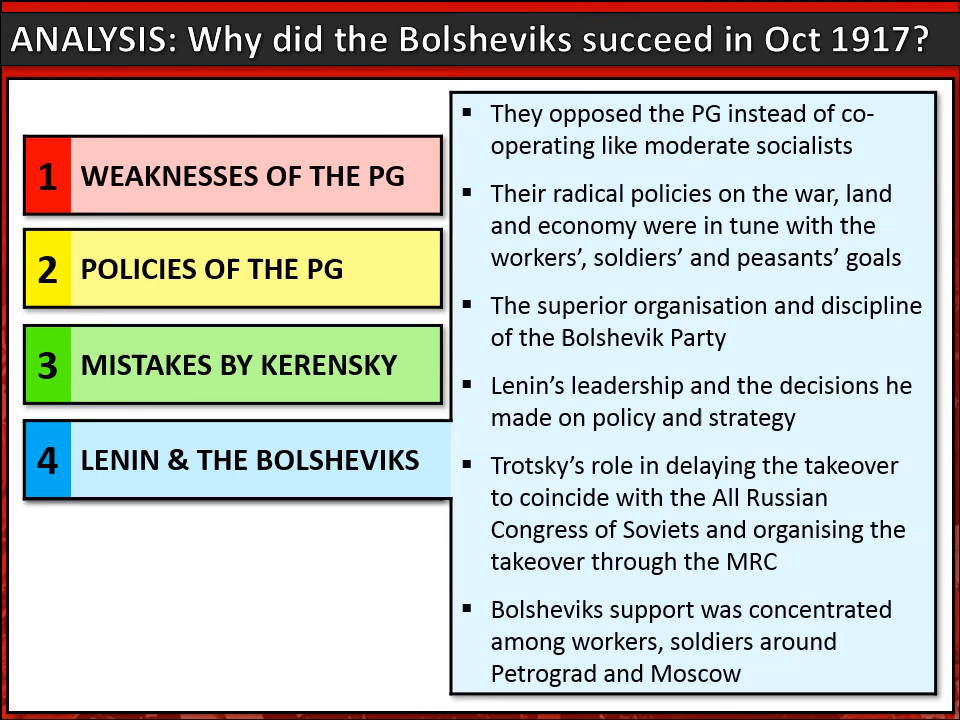 ANALYSIS: Why did the Bolsheviks succeed in Oct 1917?
1 WEAKNESSES OF THE PG
2 POLICIES OF THE PG
3 MISTAKES BY KERENSKY
4 LENIN & THE BOLSHEVIKS
▪ They opposed the PG instead of co-
operating like moderate socialists
▪ Their radical policies on the war, land
and economy were in tune with the
workers’, soldiers’ and peasants’ goals
▪ The superior organisation and discipline
of the Bolshevik Party
▪ Lenin’s leadership and the decisions he
made on policy and strategy
▪ Trotsky’s role in delaying the takeover
to coincide with the All Russian
Congress of Soviets and organising the
takeover through the MRC
▪ Bolsheviks support was concentrated
among workers, soldiers around
Petrograd and Moscow